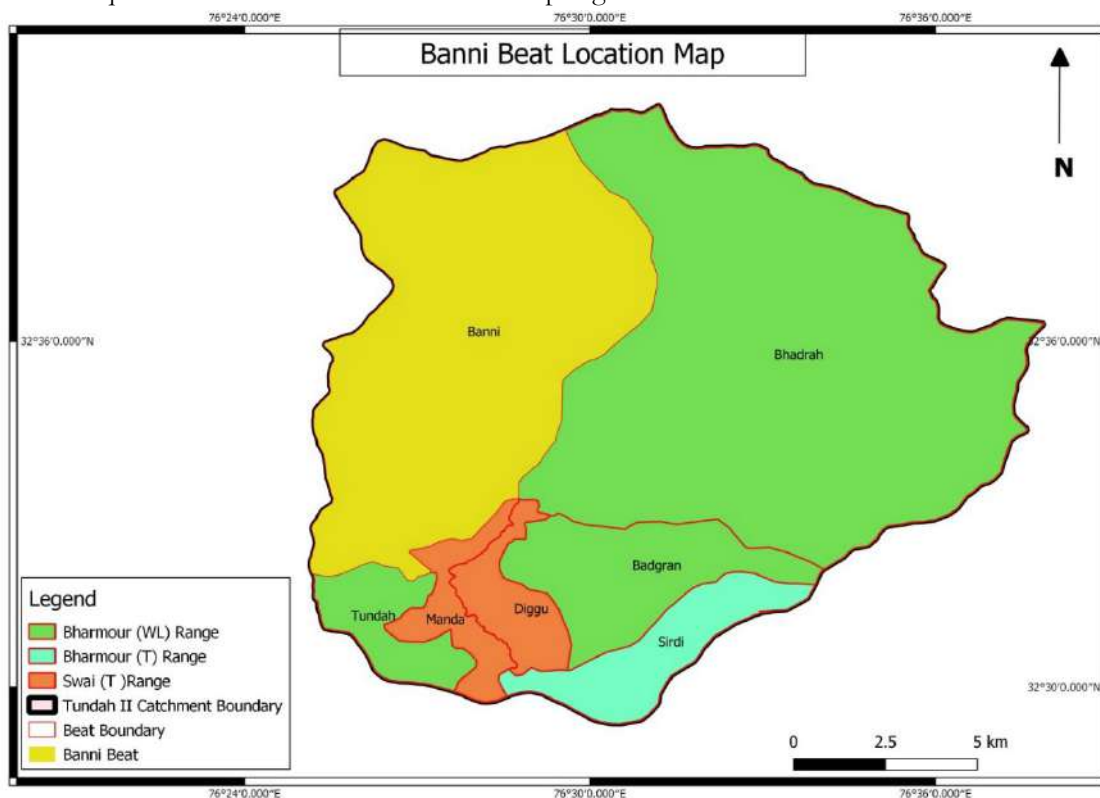 76°24'0.000"E 76°30'0.000"E 76°36'0.000"E
Banni Beat Location Map
N
32°36'0.000"N 32°36'0.000"N
Banni
Bhadrah
Badgran
Tundah
Manda
Diggu
Sirdi
Legend
Bharmour (WL) Range
Bharmour (T) Range
Swai (T )Range
Tundah II Catchment Boundary
Beat Boundary
Banni Beat
32°30'0.000"N
0 2.5 5 km
76°24'0.000"E 76°30'0.000"E 76°36'0.000"E